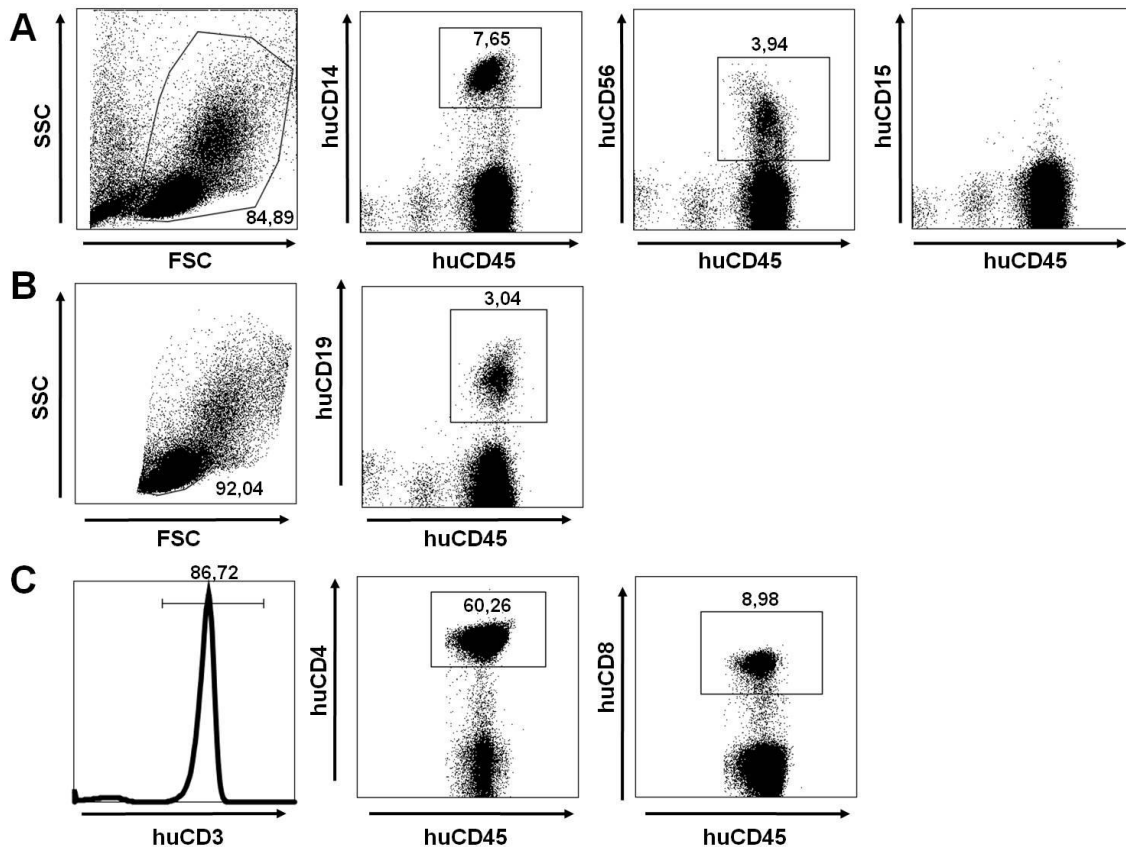 A
SSC
84,89
FSC
huCD14
7,65
huCD45
huCD56
3,94
huCD45
huCD15
huCD45
B
SSC
92,04
FSC
huCD19
3,04
huCD45
C
86,72
huCD3
huCD4
60,26
huCD45
huCD8
8,98
huCD45